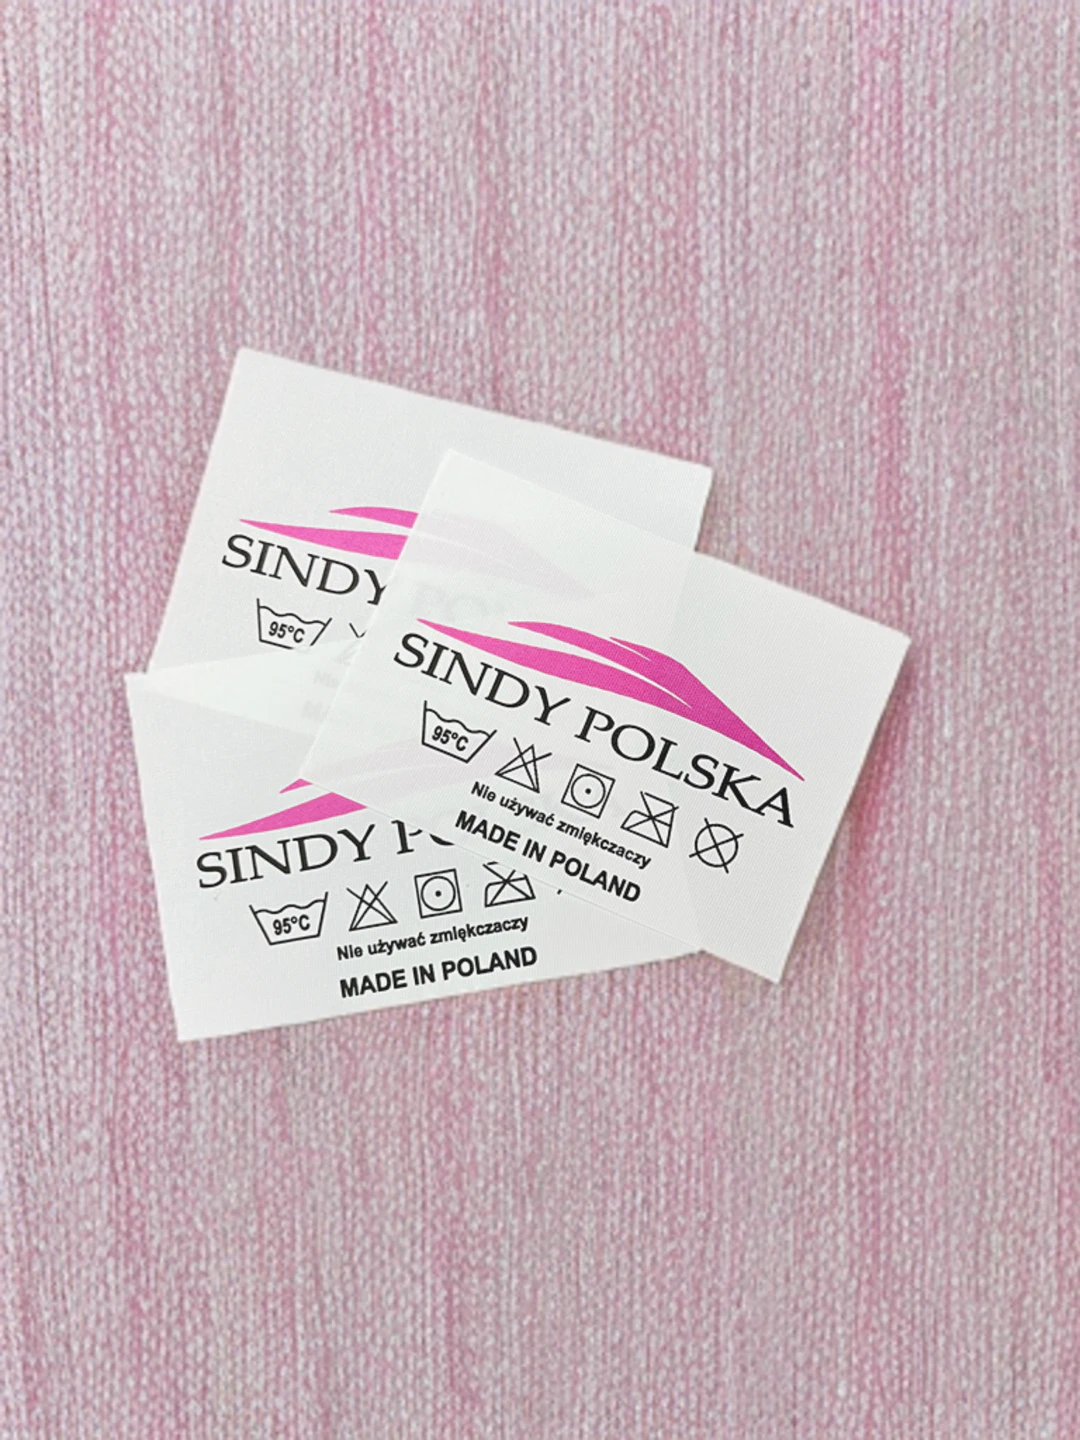 SINDY
95°C
SINDY POLSKA
95°C
Nie używać zmiękczaczy
MADE IN POLAND
SINDY
95°C
Nie używać zmiękczaczy
MADE IN POLAND